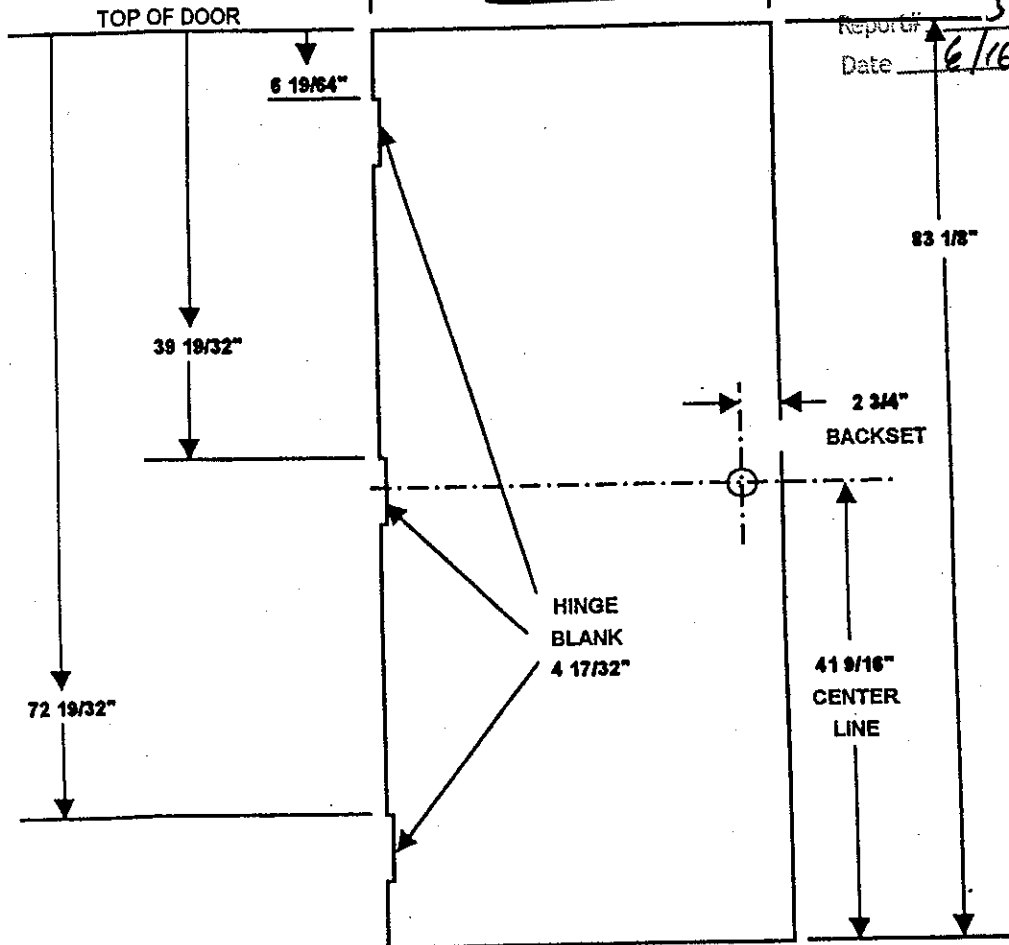 TOP OF DOOR
Report#
Date 6/16
6 19/64"
83 1/8"
39 19/32"
2 3/4"
BACKSET
HINGE
BLANK
4 17/32"
41 9/16"
CENTER
LINE
72 19/32"